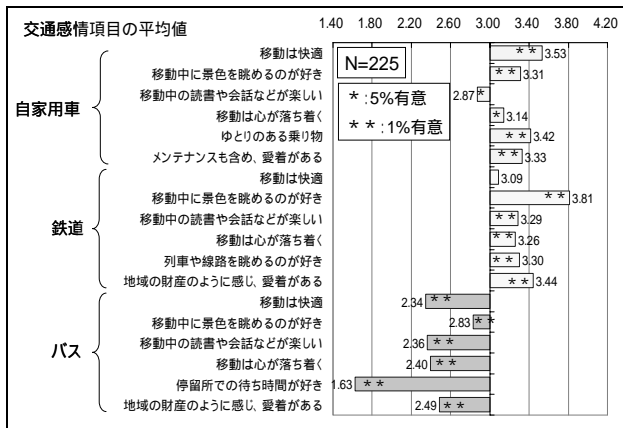 交通感情項目の平均値
1.40 1.80 2.20 2.60 3.00 3.40 3.80 4.20
N=225
*:5%有意
**:1%有意
自家用車
移動は快適 ** 3.53
移動中に景色を眺めるのが好き ** 3.31
移動中の読書や会話などが楽しい 2.87 *
移動は心が落ち着く * 3.14
ゆとりのある乗り物 ** 3.42
メンテナンスも含め、愛着がある ** 3.33
鉄道
移動は快適 3.09
移動中に景色を眺めるのが好き ** 3.81
移動中の読書や会話などが楽しい ** 3.29
移動は心が落ち着く ** 3.26
列車や線路を眺めるのが好き ** 3.30
地域の財産のように感じ、愛着がある ** 3.44
バス
移動は快適 2.34 **
移動中に景色を眺めるのが好き 2.83 **
移動中の読書や会話などが楽しい 2.36 **
移動は心が落ち着く 2.40 **
停留所での待ち時間が好き 1.63 **
地域の財産のように感じ、愛着がある 2.49 **